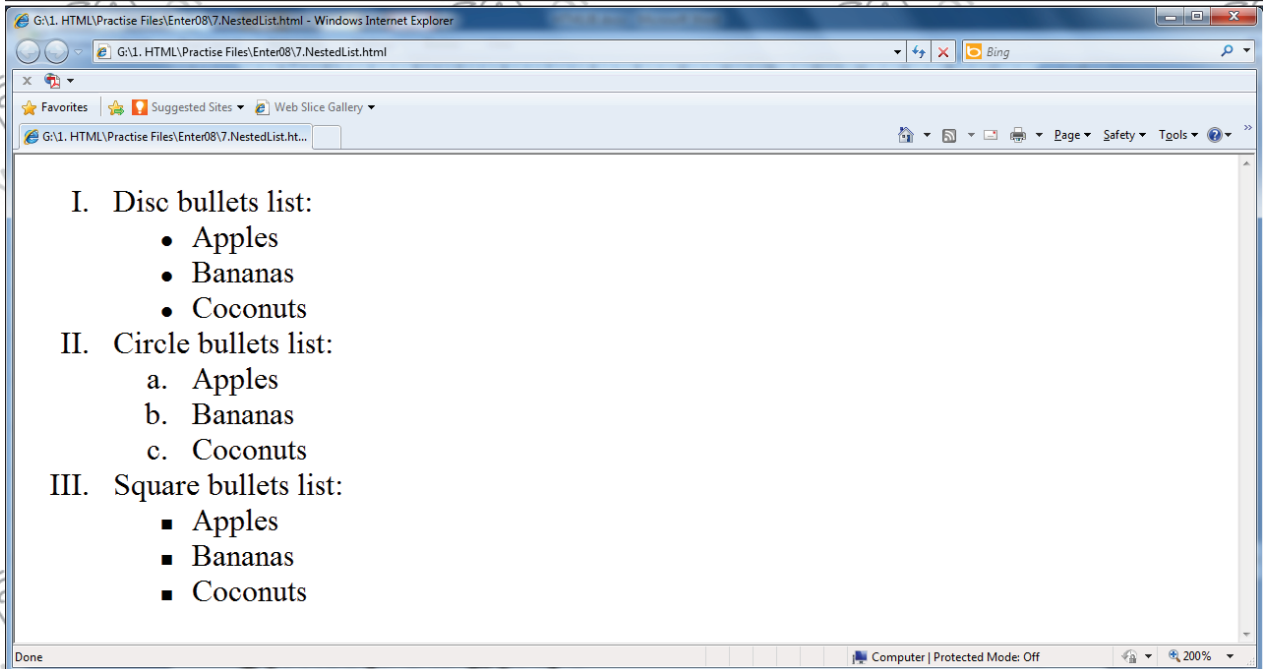 G:\1. HTML\Practise Files\Enter08\7.NestedList.html - Windows Internet Explorer
G:\1. HTML\Practise Files\Enter08\7.NestedList.html
Bing
x
Favorites Suggested Sites Web Slice Gallery
G:\1. HTML\Practise Files\Enter08\7.NestedList.ht... Page Safety Tools »
I. Disc bullets list:
• Apples
• Bananas
• Coconuts
II. Circle bullets list:
a. Apples
b. Bananas
c. Coconuts
III. Square bullets list:
▪ Apples
▪ Bananas
▪ Coconuts
Done Computer | Protected Mode: Off 200%